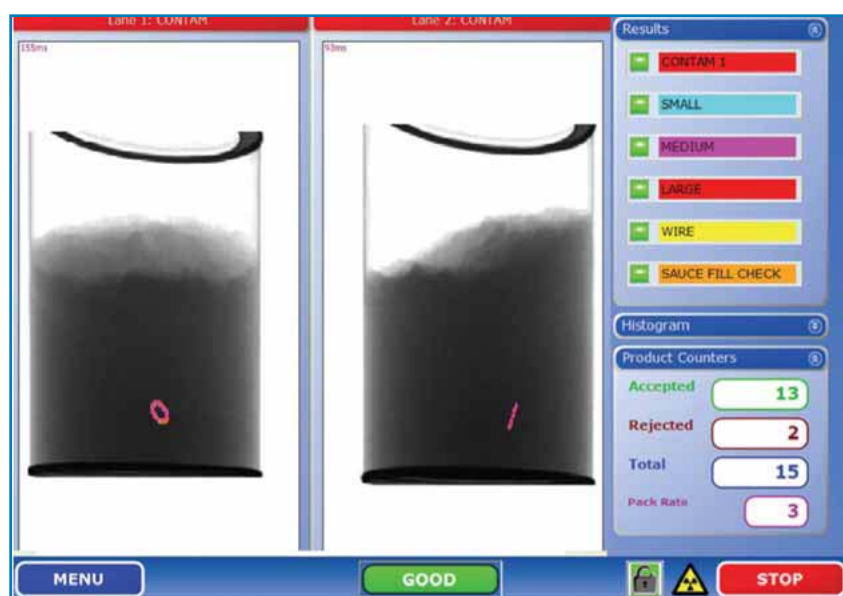 Lane 1: CONTAM
Lane 2: CONTAM
155ms
93ms
Results
CONTAM 1
SMALL
MEDIUM
LARGE
WIRE
SAUCE FILL CHECK
Histogram
Product Counters
Accepted 13
Rejected 2
Total 15
Pack Rate 3
MENU
GOOD
STOP